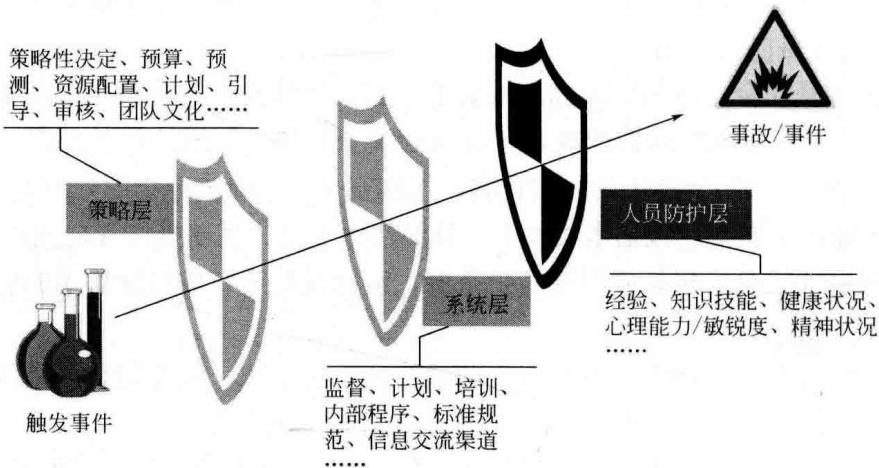 策略性决定、预算、预
测、资源配置、计划、引
导、审核、团队文化……
策略层
事故/事件
人员防护层
系统层
经验、知识技能、健康状况、
心理能力/敏锐度、精神状况
……
触发事件
监督、计划、培训、
内部程序、标准规
范、信息交流渠道
……